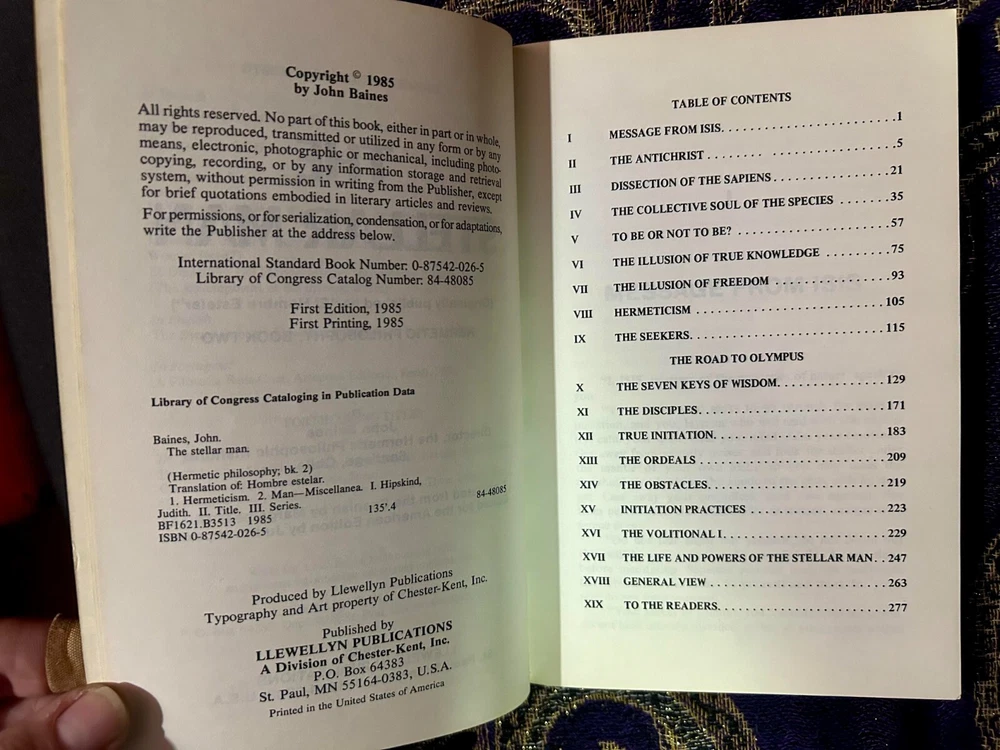 Copyright © 1985
by John Baines
All rights reserved. No part of this book, either in part or in whole,
may be reproduced, transmitted or utilized in any form or by any
means, electronic, photographic or mechanical, including photo-
copying, recording, or by any information storage and retrieval
system, without permission in writing from the Publisher, except
for brief quotations embodied in literary articles and reviews.
For permissions, or for serialization, condensation, or for adaptations,
write the Publisher at the address below.
International Standard Book Number: 0-87542-026-5
Library of Congress Catalog Number: 84-48085
First Edition, 1985
First Printing, 1985
Library of Congress Cataloging in Publication Data
Baines, John.
The stellar man.
(Hermetic philosophy; bk. 2)
Translation of: Hombre estelar.
1. Hermeticism. 2. Man—Miscellanea. I. Hipskind,
Judith. II. Title. III. Series.
BF1621.B3513 1985 135'.4 84-48085
ISBN 0-87542-026-5
Produced by Llewellyn Publications
Typography and Art property of Chester-Kent, Inc.
Published by
LLEWELLYN PUBLICATIONS
A Division of Chester-Kent, Inc.
P.O. Box 64383
St. Paul, MN 55164-0383, U.S.A.
Printed in the United States of America
TABLE OF CONTENTS
I MESSAGE FROM ISIS. . . . . . . . . . . . . . . . . . . . . . . . . .1
II THE ANTICHRIST . . . . . . . . . . . . . . . . . . . . . . . . . . .5
III DISSECTION OF THE SAPIENS . . . . . . . . . . . . . . . . . 21
IV THE COLLECTIVE SOUL OF THE SPECIES . . . . . . . 35
V TO BE OR NOT TO BE? . . . . . . . . . . . . . . . . . . . . . . . 57
VI THE ILLUSION OF TRUE KNOWLEDGE . . . . . . . . . 75
VII THE ILLUSION OF FREEDOM . . . . . . . . . . . . . . . . . 93
VIII HERMETICISM . . . . . . . . . . . . . . . . . . . . . . . . . . . 105
IX THE SEEKERS. . . . . . . . . . . . . . . . . . . . . . . . . . . . 115
THE ROAD TO OLYMPUS
X THE SEVEN KEYS OF WISDOM. . . . . . . . . . . . . . . . 129
XI THE DISCIPLES. . . . . . . . . . . . . . . . . . . . . . . . . . . 171
XII TRUE INITIATION. . . . . . . . . . . . . . . . . . . . . . . . . 183
XIII THE ORDEALS . . . . . . . . . . . . . . . . . . . . . . . . . . . 209
XIV THE OBSTACLES. . . . . . . . . . . . . . . . . . . . . . . . . . 219
XV INITIATION PRACTICES . . . . . . . . . . . . . . . . . . . . 223
XVI THE VOLITIONAL I. . . . . . . . . . . . . . . . . . . . . . . . 229
XVII THE LIFE AND POWERS OF THE STELLAR MAN. . 247
XVIII GENERAL VIEW . . . . . . . . . . . . . . . . . . . . . . . . . . 263
XIX TO THE READERS. . . . . . . . . . . . . . . . . . . . . . . . . 277